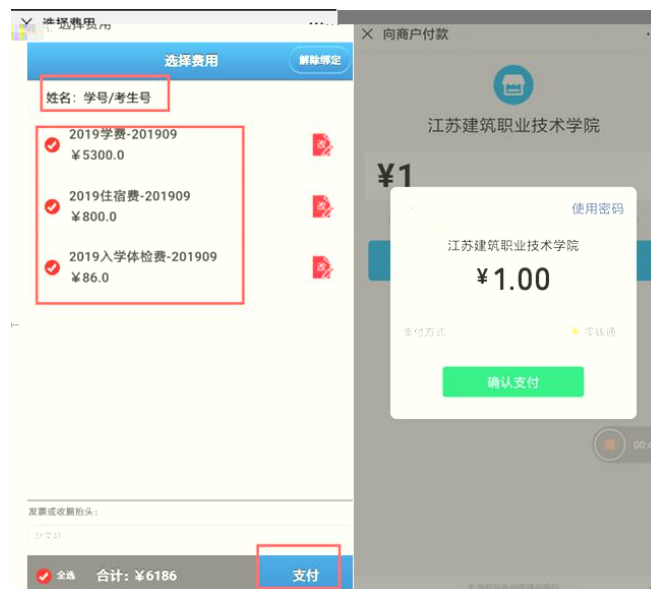 选择费用
选择费用
解除绑定
姓名：学号/考生号
2019学费-201909
￥5300.0
改
2019住宿费-201909
￥800.0
改
2019入学体检费-201909
￥86.0
改
发票或收据抬头：
全选
合计：￥6186
支付
向商户付款
江苏建筑职业技术学院
¥1
使用密码
江苏建筑职业技术学院
¥1.00
支付方式
零钱通
确认支付